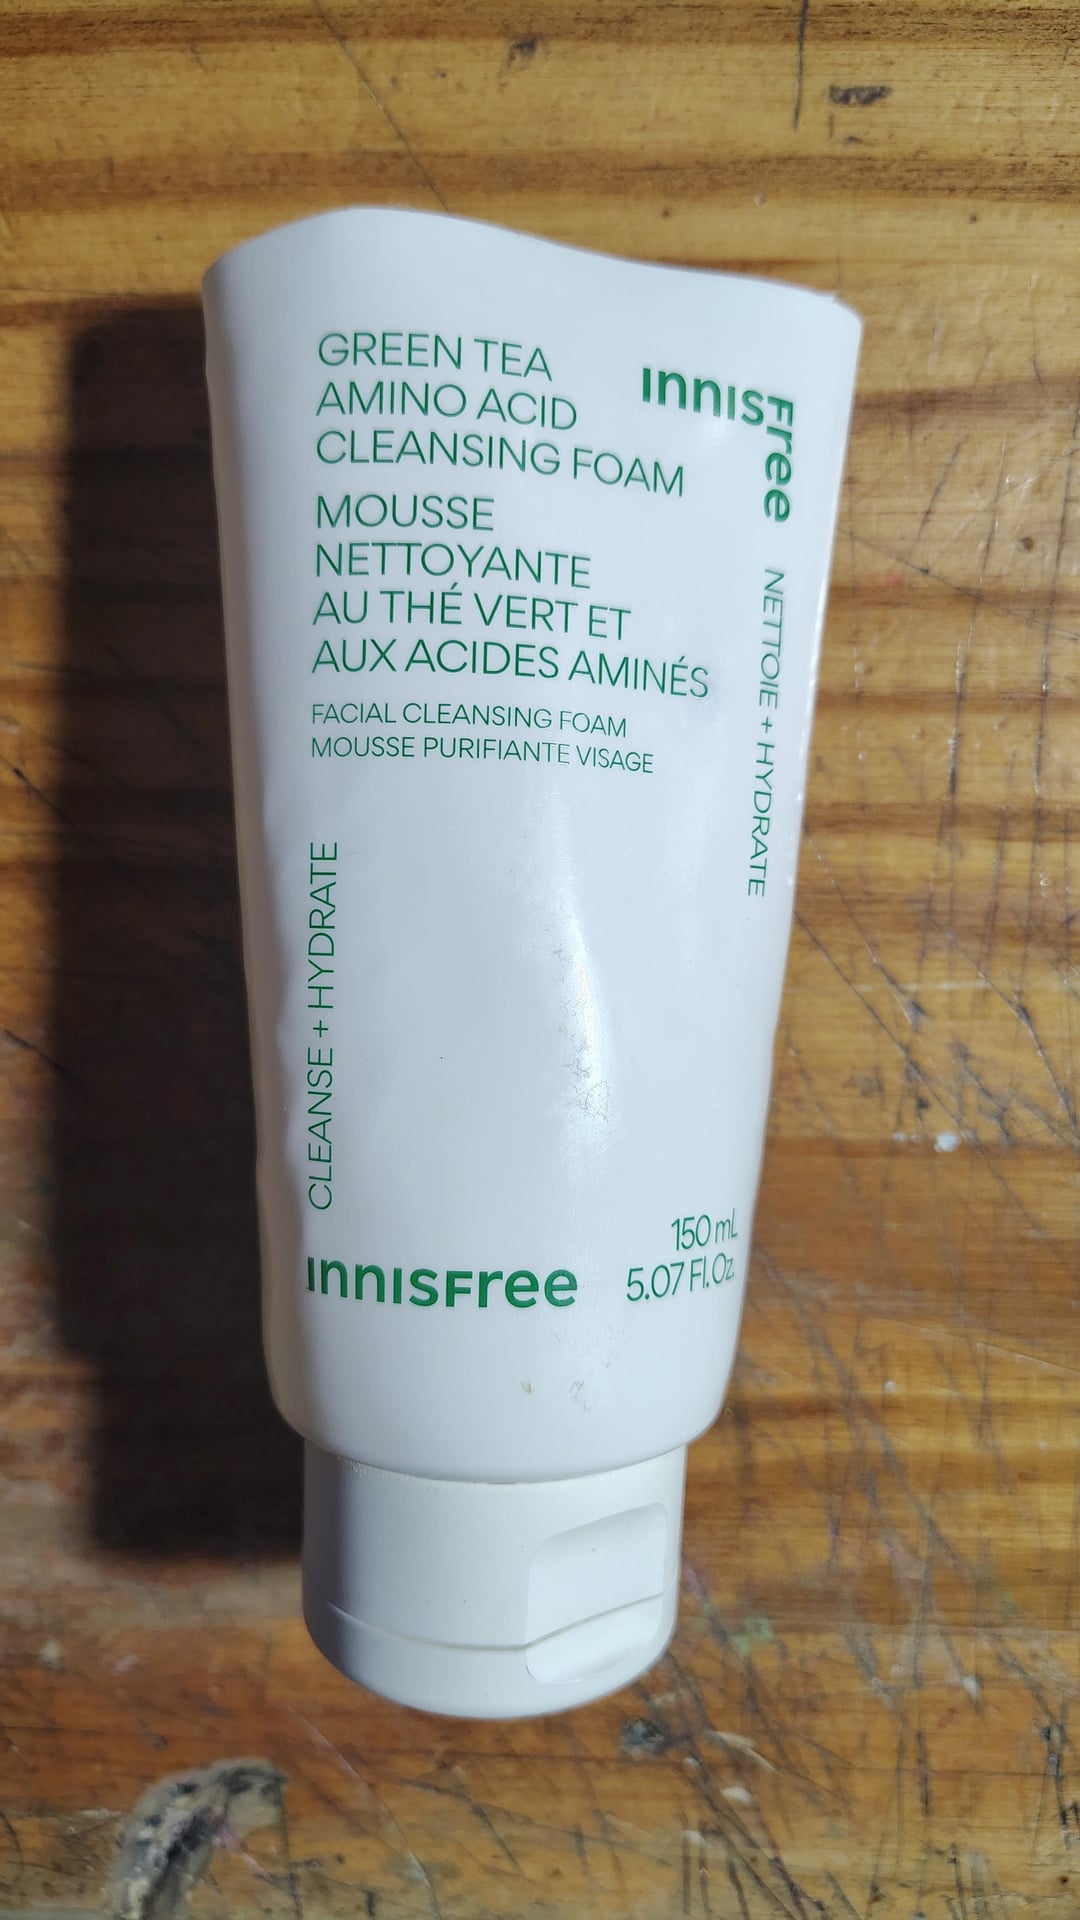 GREEN TEA
AMINO ACID
CLEANSING FOAM
MOUSSE
NETTOYANTE
AU THÉ VERT ET
AUX ACIDES AMINÉS
FACIAL CLEANSING FOAM
MOUSSE PURIFIANTE VISAGE
innisFree
NETTOIE + HYDRATE
CLEANSE + HYDRATE
innisFree
150 mL
5.07 Fl. Oz.